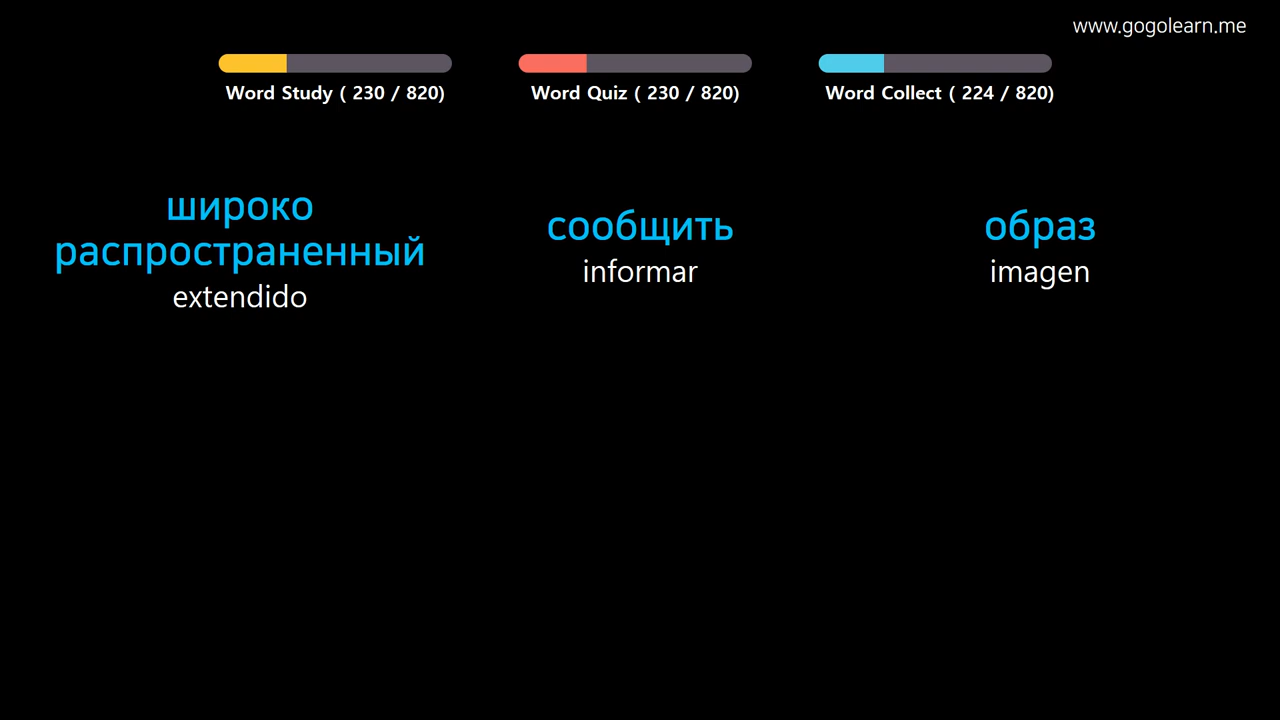 www.gogolearn.me
Word Study ( 230 / 820)
Word Quiz ( 230 / 820)
Word Collect ( 224 / 820)
широко
распространенный
extendido
сообщить
informar
образ
imagen